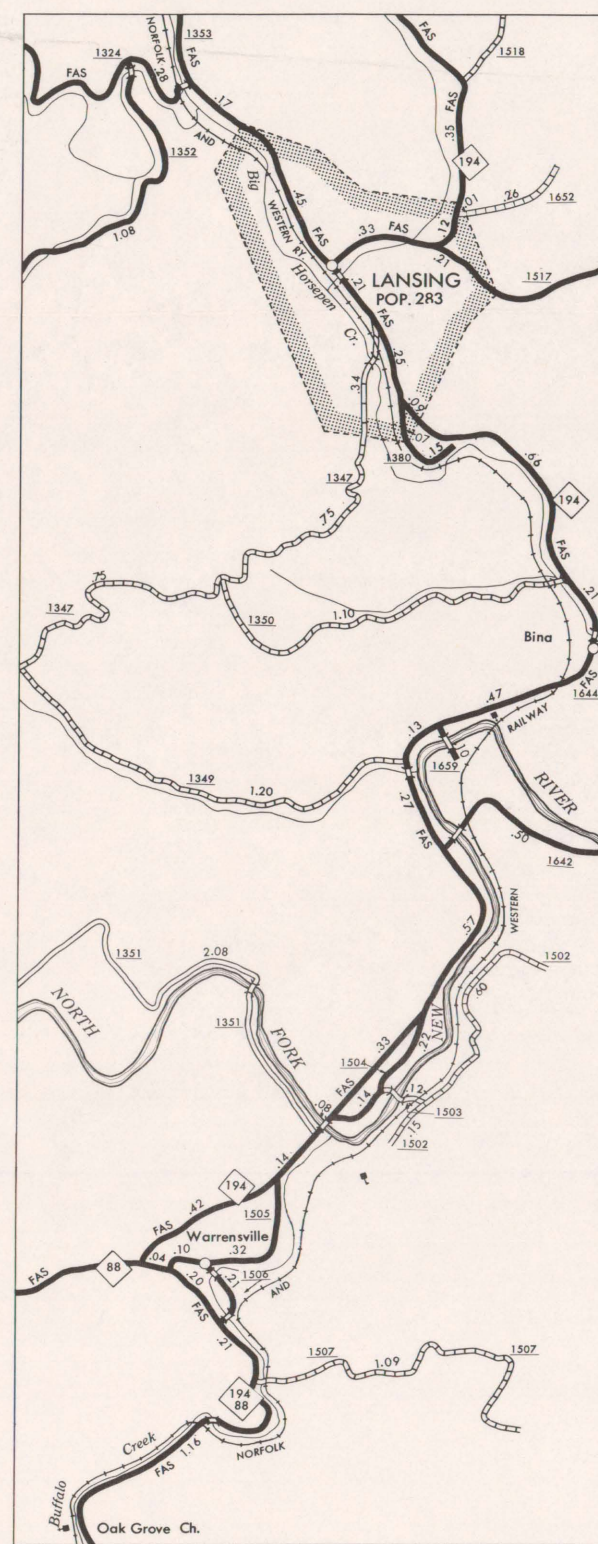 1353
1324
NORFOLK
FAS
.28
FAS
FAS
1518
.17
FAS
.35
1352
AND
194
Big
.01
.26
1652
1.08
.45
WESTERN RY
.12
.33
FAS
FAS
.21
LANSING
POP. 283
1517
.21
Horsepen
FAS
Cr.
.25
.34
.09
.07
.15
1380
.66
1347
194
.75
FAS
.75
1347
1350
1.10
.21
Bina
FAS
1644
.47
RAILWAY
.13
.10
1659
RIVER
1349
1.20
.27
FAS
.50
1642
WESTERN
.57
2.08
1351
1502
NORTH
1351
.60
FORK
NEW
.33
.22
1504
FAS
.12
.14
.08
1503
.15
1502
.14
194
.42
1505
FAS
Warrensville
.10
.32
.04
88
FAS
.20
.21
1506
AND
FAS
.21
1507
1.09
1507
194
88
Creek
FAS
1.16
NORFOLK
Buffalo
Oak Grove Ch.